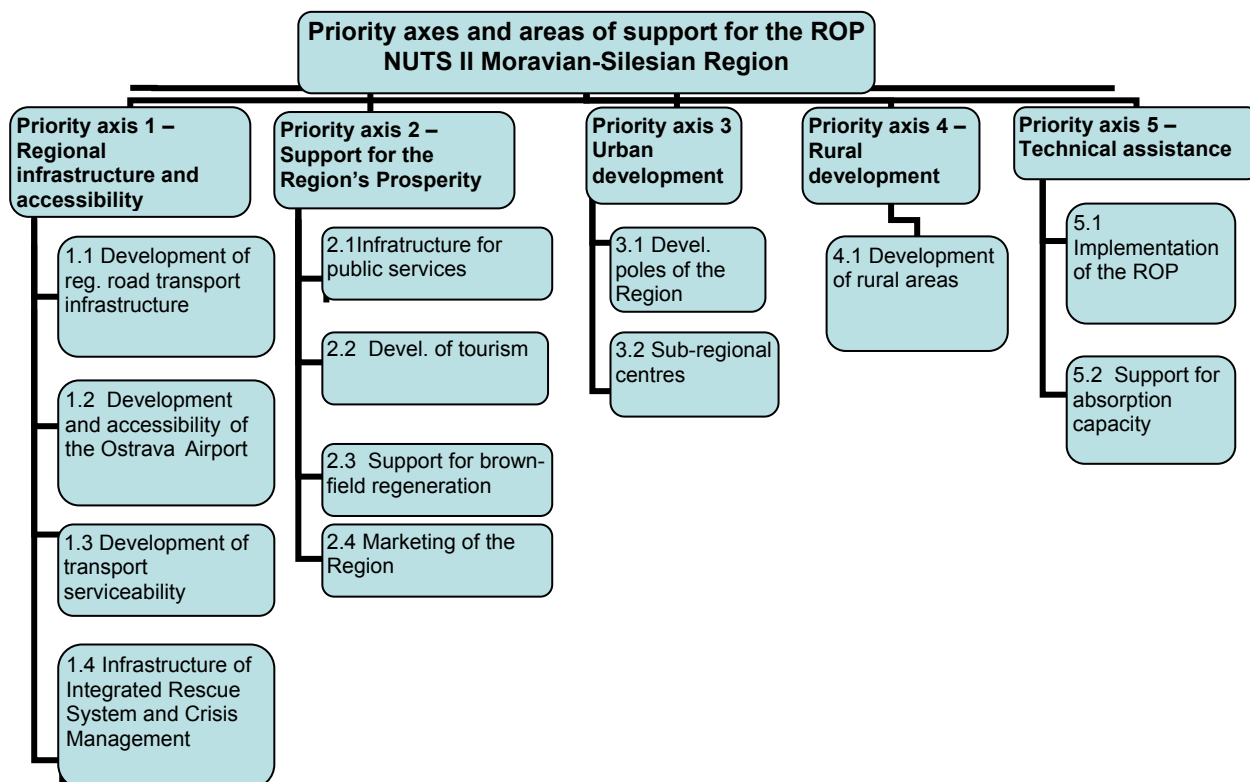 Priority axes and areas of support for the ROP
NUTS II Moravian-Silesian Region
Priority axis 1 –
Regional
infrastructure and
accessibility
1.1 Development of
reg. road transport
infrastructure
1.2 Development
and accessibility of
the Ostrava Airport
1.3 Development of
transport
serviceability
1.4 Infrastructure of
Integrated Rescue
System and Crisis
Management
Priority axis 2 –
Support for the
Region's Prosperity
2.1Infratructure for
public services
2.2 Devel. of tourism
2.3 Support for brown-
field regeneration
2.4 Marketing of the
Region
Priority axis 3
Urban
development
3.1 Devel.
poles of the
Region
3.2 Sub-regional
centres
Priority axis 4 –
Rural
development
4.1 Development
of rural areas
Priority axis 5 –
Technical assistance
5.1
Implementation
of the ROP
5.2 Support for
absorption
capacity